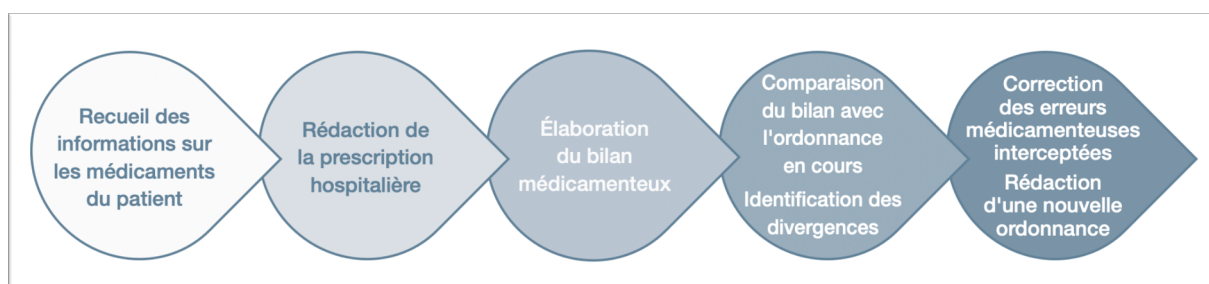 Recueil des
informations sur
les médicaments
du patient
Rédaction de
la prescription
hospitalière
Élaboration
du bilan
médicamenteux
Comparaison
du bilan avec
l'ordonnance
en cours
Identification des
divergences
Correction
des erreurs
médicamenteuses
interceptées
Rédaction
d'une nouvelle
ordonnance